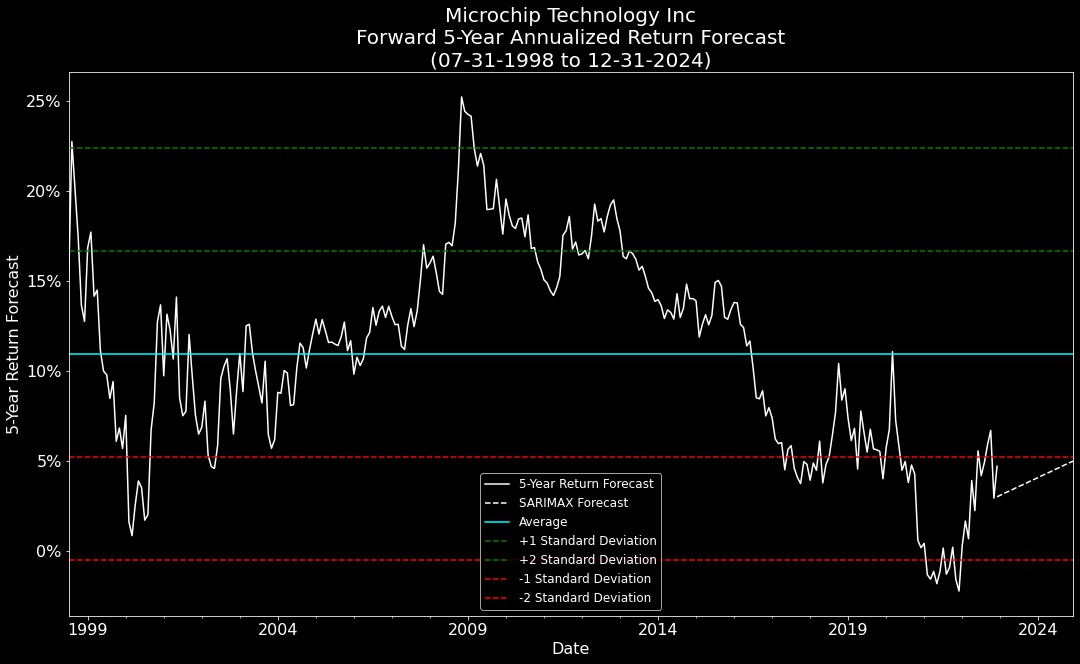 Microchip Technology Inc
Forward 5-Year Annualized Return Forecast
(07-31-1998 to 12-31-2024)
5-Year Return Forecast
25%
20%
15%
10%
5%
0%
5-Year Return Forecast
SARIMAX Forecast
Average
+1 Standard Deviation
+2 Standard Deviation
-1 Standard Deviation
-2 Standard Deviation
1999 2004 2009 2014 2019 2024
Date